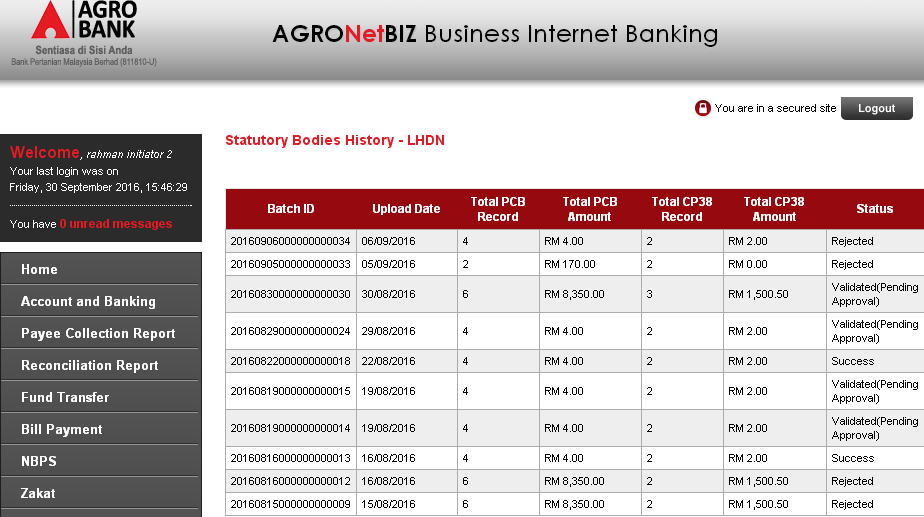 AGRO
BANK
Sentiasa di Sisi Anda
Bank Pertanian Malaysia Berhad (811810-U)
AGRONetBIZ Business Internet Banking
You are in a secured site
Logout
Welcome, rahman initiator 2
Your last login was on
Friday, 30 September 2016, 15:46:29
You have 0 unread messages
Home
Account and Banking
Payee Collection Report
Reconciliation Report
Fund Transfer
Bill Payment
NBPS
Zakat
Statutory Bodies History - LHDN
Batch ID Upload Date Total PCB Record Total PCB Amount Total CP38 Record Total CP38 Amount Status
20160906000000000034 06/09/2016 4 RM 4.00 2 RM 2.00 Rejected
20160905000000000033 05/09/2016 2 RM 170.00 2 RM 0.00 Rejected
20160830000000000030 30/08/2016 6 RM 8,350.00 3 RM 1,500.50 Validated(Pending Approval)
20160829000000000024 29/08/2016 4 RM 4.00 2 RM 2.00 Validated(Pending Approval)
20160822000000000018 22/08/2016 4 RM 4.00 2 RM 2.00 Success
20160819000000000015 19/08/2016 4 RM 4.00 2 RM 2.00 Validated(Pending Approval)
20160819000000000014 19/08/2016 4 RM 4.00 2 RM 2.00 Validated(Pending Approval)
20160816000000000013 16/08/2016 4 RM 4.00 2 RM 2.00 Success
20160816000000000012 16/08/2016 6 RM 8,350.00 2 RM 1,500.50 Rejected
20160815000000000009 15/08/2016 6 RM 8,350.00 2 RM 1,500.50 Rejected